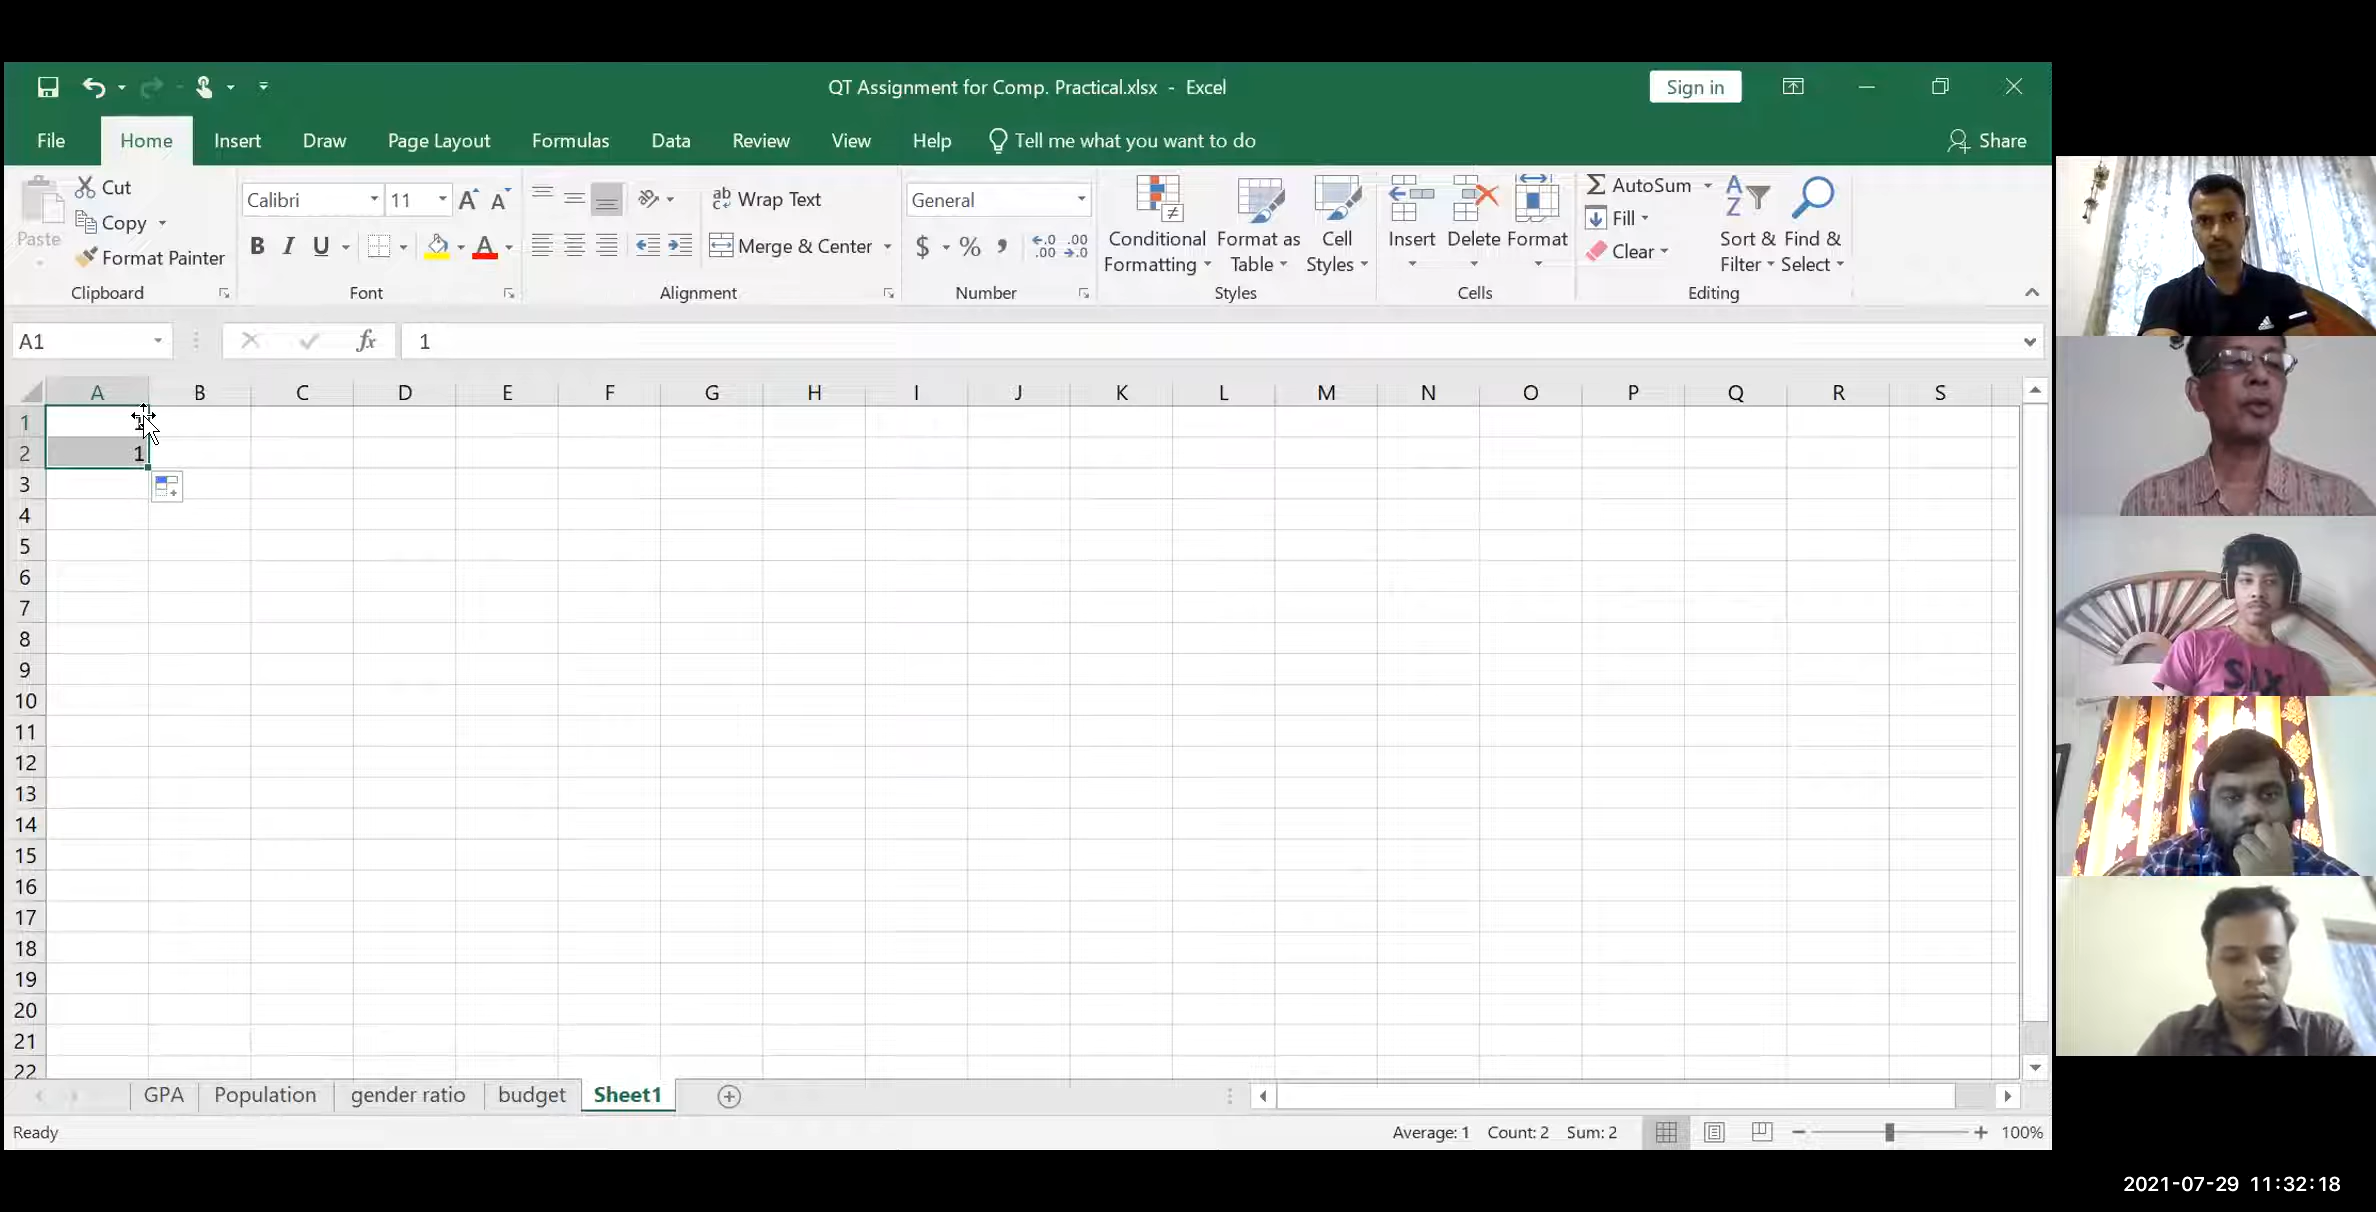 QT Assignment for Comp. Practical.xlsx - Excel
Sign in
File Home Insert Draw Page Layout Formulas Data Review View Help Tell me what you want to do Share
Paste
Cut
Copy
Format Painter
Clipboard
Calibri 11 A A
B I U A
Font
ab Wrap Text
Merge & Center
Alignment
General
$ % , .0 .00 .00 .0
Number
Conditional Formatting
Format as Table
Cell Styles
Styles
Insert Delete Format
Cells
AutoSum
Fill
Clear
Sort & Filter
Find & Select
Editing
A1 fx 1
A B C D E F G H I J K L M N O P Q R S
1
2 1
3
4
5
6
7
8
9
10
11
12
13
14
15
16
17
18
19
20
21
22
GPA Population gender ratio budget Sheet1
Ready Average: 1 Count: 2 Sum: 2 100%
2021-07-29 11:32:18